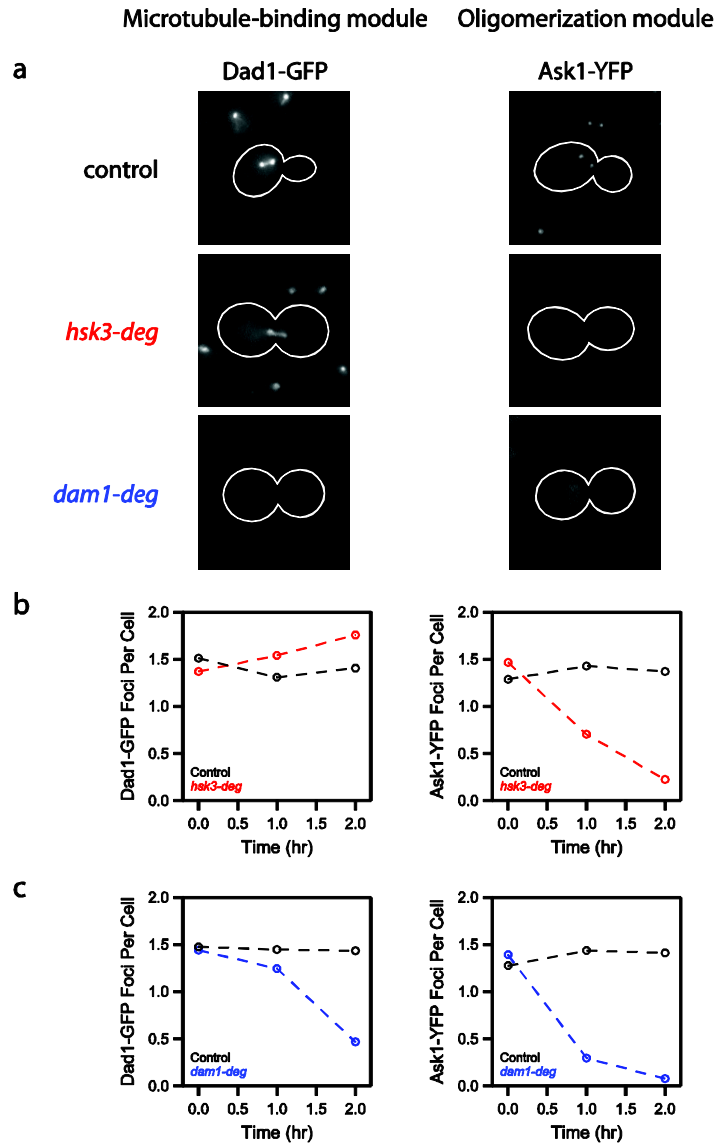 Microtubule-binding module Oligomerization module
a Dad1-GFP Ask1-YFP
control
hsk3-deg
dam1-deg
b
Dad1-GFP Foci Per Cell
2.0
1.5
1.0
0.5
0.0
Control
hsk3-deg
0.0 0.5 1.0 1.5 2.0
Time (hr)
Ask1-YFP Foci Per Cell
2.0
1.5
1.0
0.5
0.0
Control
hsk3-deg
0.0 0.5 1.0 1.5 2.0
Time (hr)
c
Dad1-GFP Foci Per Cell
2.0
1.5
1.0
0.5
0.0
Control
dam1-deg
0.0 0.5 1.0 1.5 2.0
Time (hr)
Ask1-YFP Foci Per Cell
2.0
1.5
1.0
0.5
0.0
Control
dam1-deg
0.0 0.5 1.0 1.5 2.0
Time (hr)